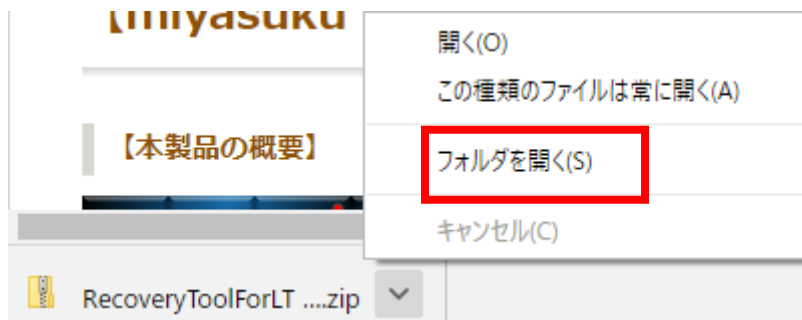 【miyasuku
【本製品の概要】
開く(O)
この種類のファイルは常に開く(A)
フォルダを開く(S)
キャンセル(C)
RecoveryToolForLT ....zip